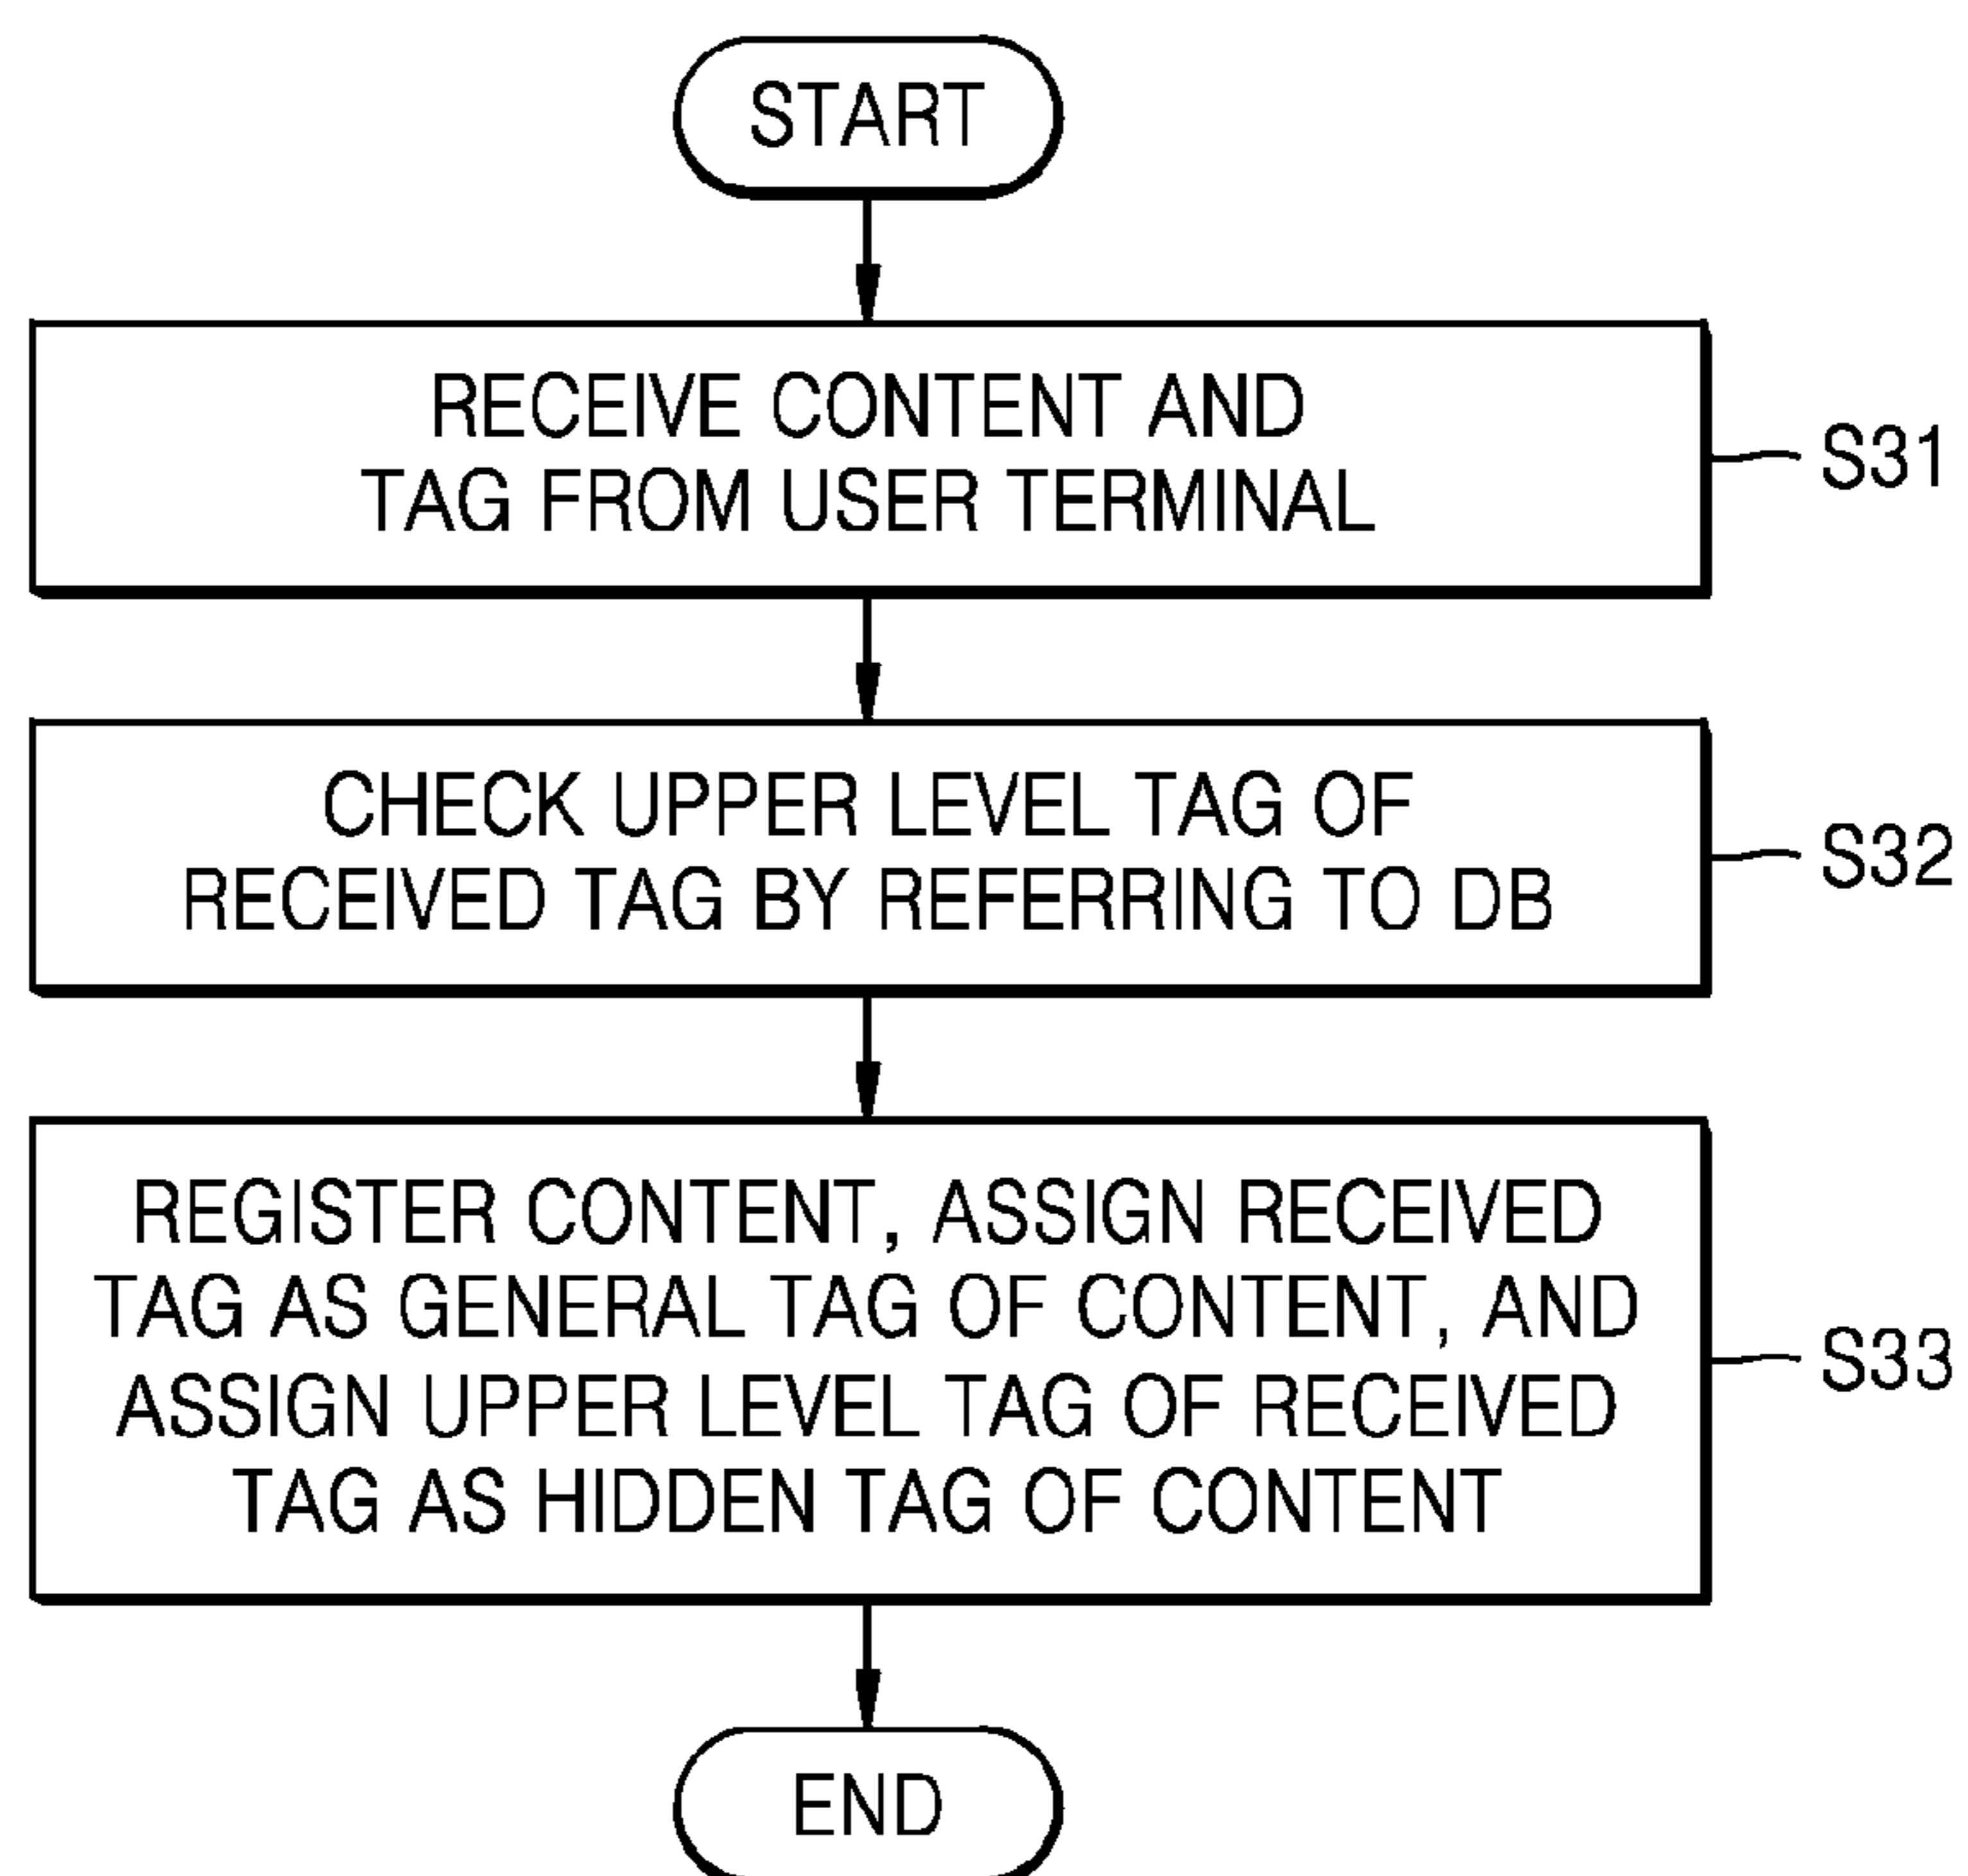 START
RECEIVE CONTENT AND
TAG FROM USER TERMINAL
S31
CHECK UPPER LEVEL TAG OF
RECEIVED TAG BY REFERRING TO DB
S32
REGISTER CONTENT, ASSIGN RECEIVED
TAG AS GENERAL TAG OF CONTENT, AND
ASSIGN UPPER LEVEL TAG OF RECEIVED
TAG AS HIDDEN TAG OF CONTENT
S33
END